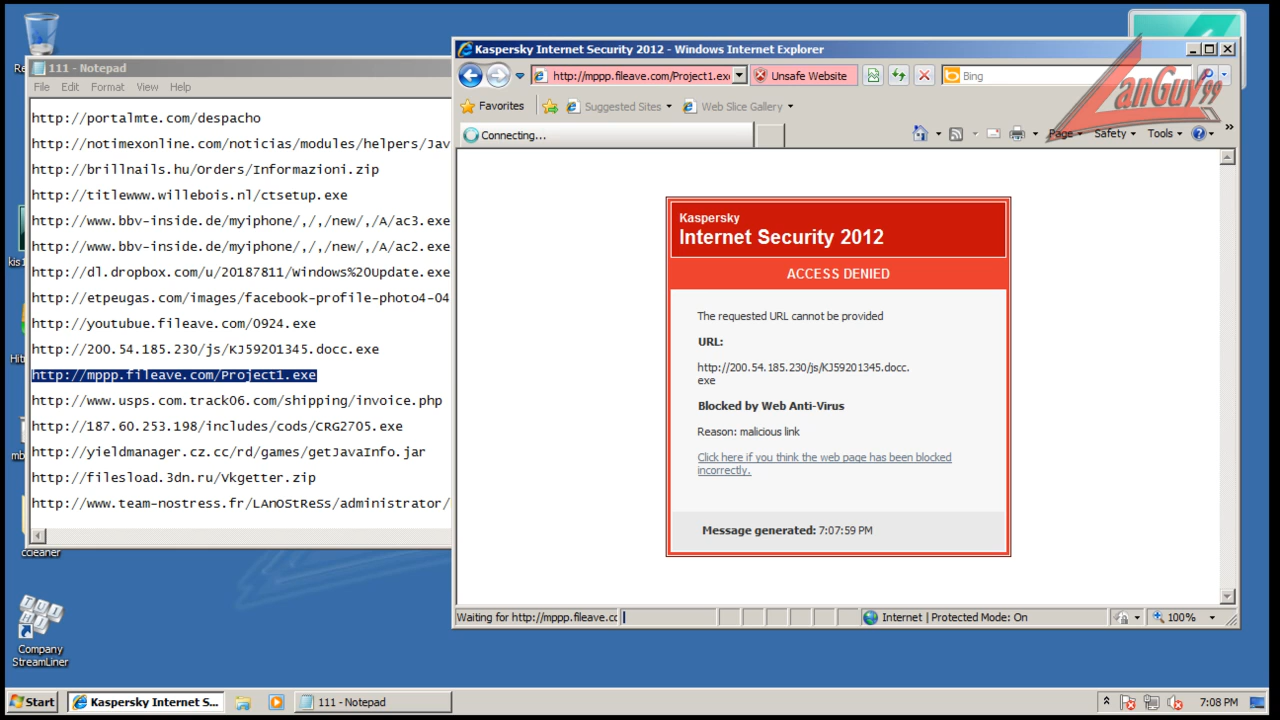 Re
111 - Notepad
File Edit Format View Help
http://portalmte.com/despacho
http://notimexonline.com/noticias/modules/helpers/Jav
http://brillnails.hu/Orders/Informazioni.zip
http://titlewww.willebois.nl/ctsetup.exe
http://www.bbv-inside.de/myiphone/,/,/new/,/A/ac3.exe
http://www.bbv-inside.de/myiphone/,/,/new/,/A/ac2.exe
http://dl.dropbox.com/u/20187811/Windows%20Update.exe
http://etpeugas.com/images/facebook-profile-photo4-04
http://youtubue.fileave.com/0924.exe
http://200.54.185.230/js/KJ59201345.docc.exe
http://mppp.fileave.com/Project1.exe
http://www.usps.com.track06.com/shipping/invoice.php
http://187.60.253.198/includes/cods/CRG2705.exe
http://yieldmanager.cz.cc/rd/games/getJavaInfo.jar
http://filesload.3dn.ru/Vkgetter.zip
http://www.team-nostress.fr/LAnOStReSs/administrator/
kis1
Hit
mb
ccleaner
Company
StreamLiner
Kaspersky Internet Security 2012 - Windows Internet Explorer
http://mppp.fileave.com/Project1.exe Unsafe Website Bing
Favorites Suggested Sites Web Slice Gallery
Connecting... Page Safety Tools
LanGuy99
Kaspersky
Internet Security 2012
ACCESS DENIED
The requested URL cannot be provided
URL:
http://200.54.185.230/js/KJ59201345.docc.
exe
Blocked by Web Anti-Virus
Reason: malicious link
Click here if you think the web page has been blocked
incorrectly.
Message generated: 7:07:59 PM
Waiting for http://mppp.fileave.cc Internet | Protected Mode: On 100%
Start Kaspersky Internet S... 111 - Notepad 7:08 PM